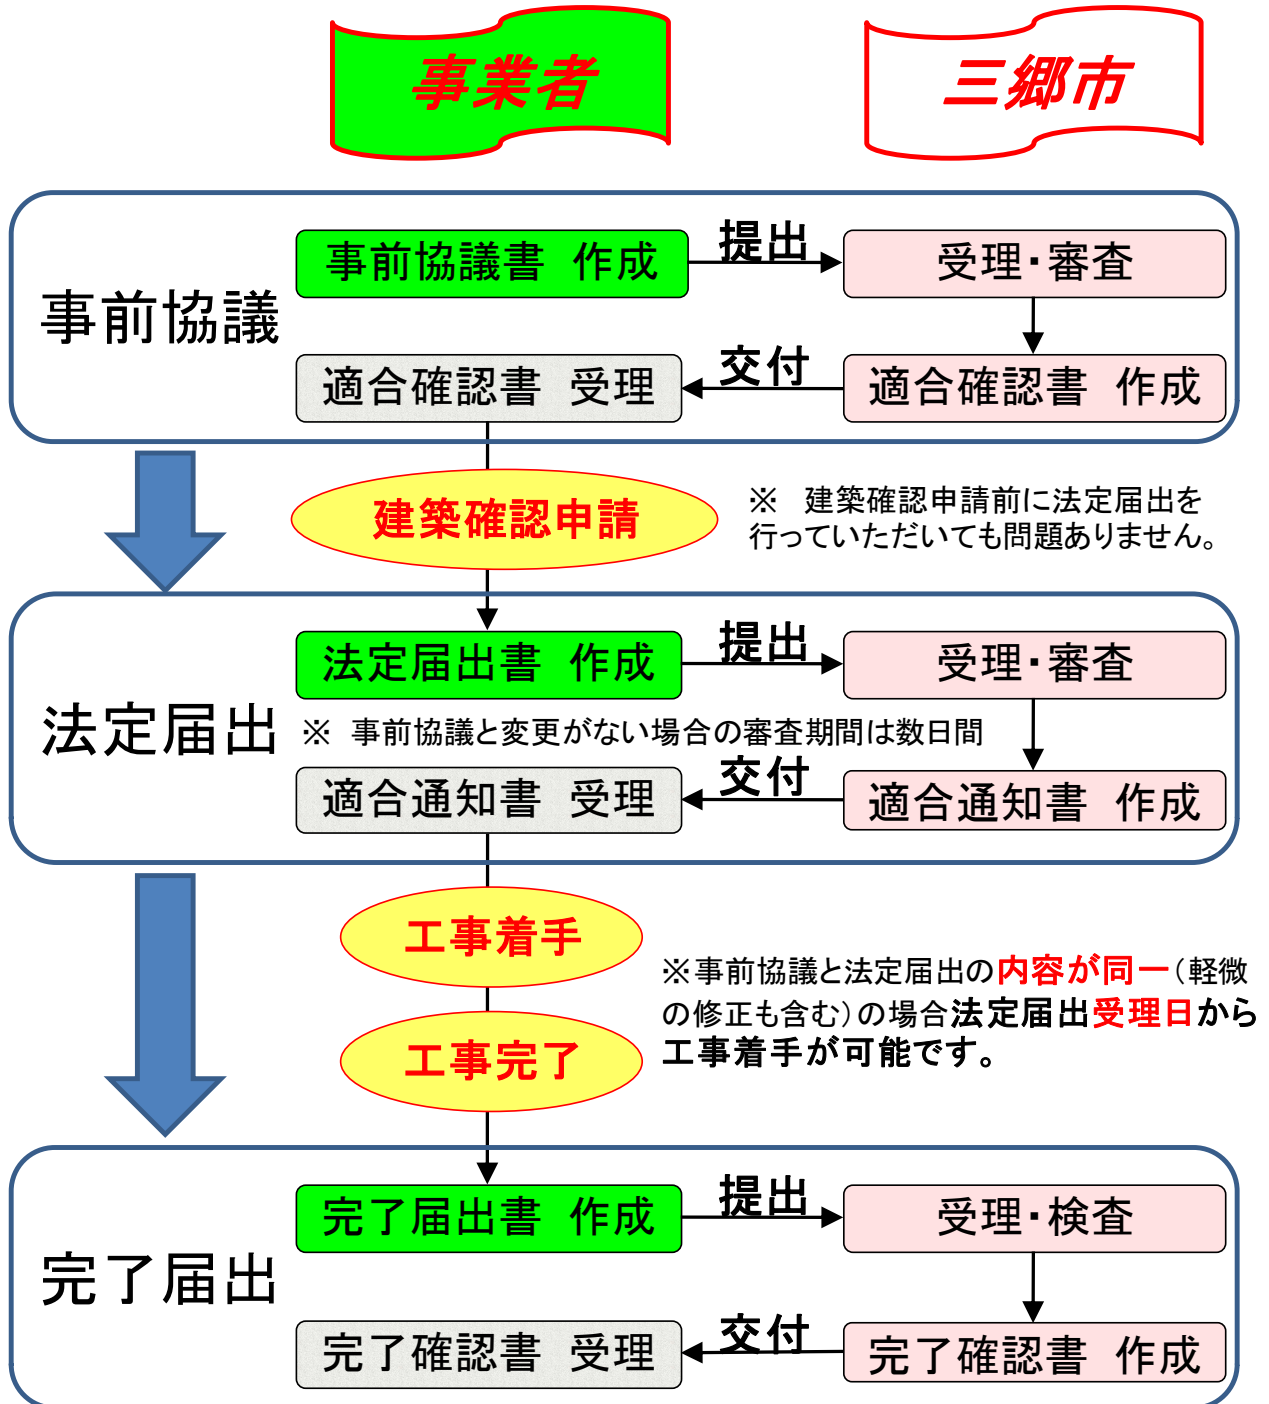 事業者
三郷市
事前協議
事前協議書　作成
提出
受理・審査
適合確認書　受理
交付
適合確認書　作成
建築確認申請
※　建築確認申請前に法定届出を
行っていただいても問題ありません。
法定届出
法定届出書　作成
提出
受理・審査
※　事前協議と変更がない場合の審査期間は数日間
適合通知書　受理
交付
適合通知書　作成
工事着手
※事前協議と法定届出の内容が同一（軽微
の修正も含む）の場合法定届出受理日から
工事着手が可能です。
工事完了
完了届出
完了届出書　作成
提出
受理・検査
完了確認書　受理
交付
完了確認書　作成